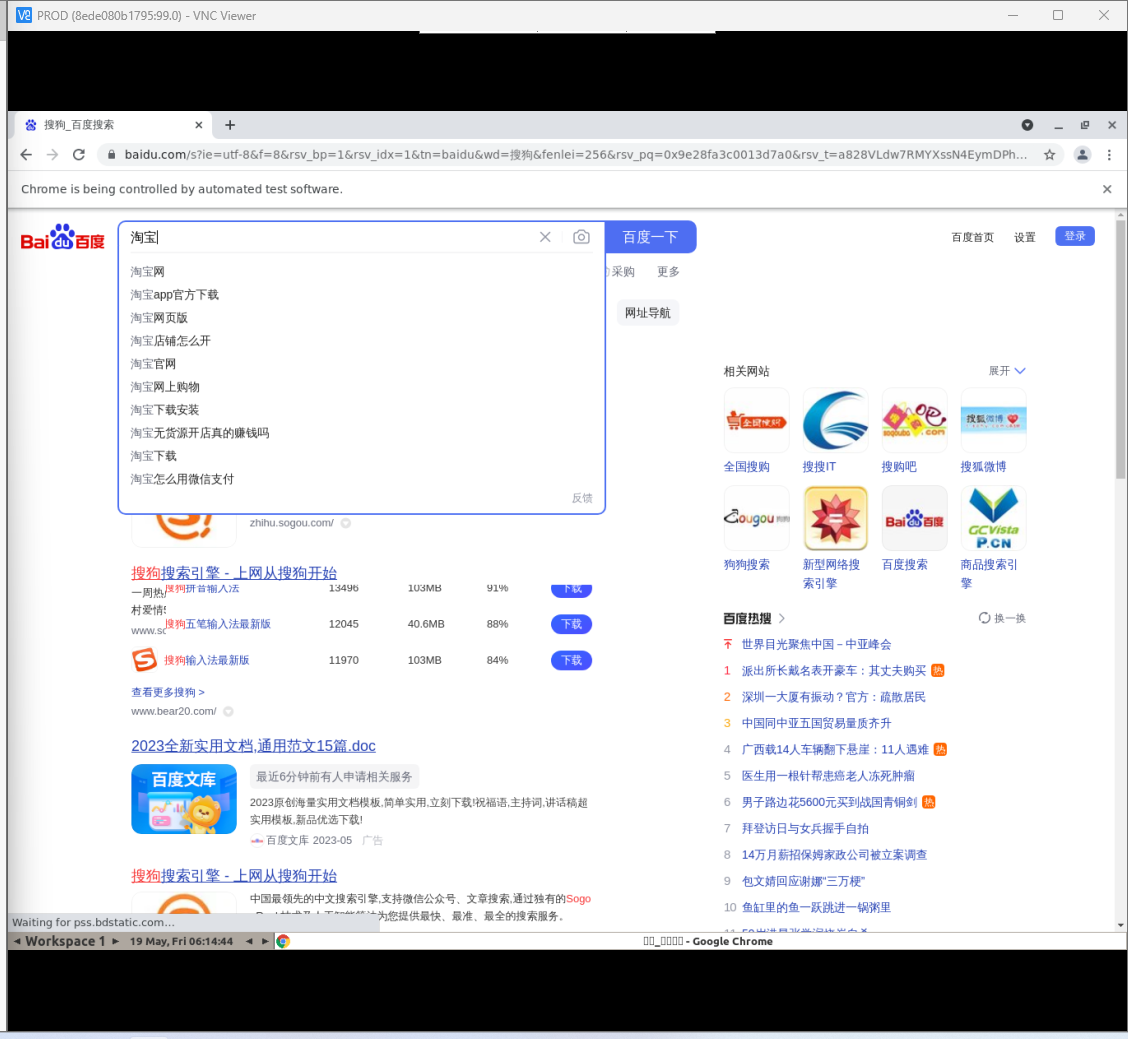 PROD (8ede080b1795:99.0) - VNC Viewer
搜狗_百度搜索
baidu.com/s?ie=utf-8&f=8&rsv_bp=1&rsv_idx=1&tn=baidu&wd=搜狗&fenlei=256&rsv_pq=0x9e28fa3c0013d7a0&rsv_t=a828VLdw7RMYXssN4EymDPh...
Chrome is being controlled by automated test software.
Bai du 百度
淘宝
百度一下
百度首页 设置 登录
采购 更多
网址导航
淘宝网
淘宝app官方下载
淘宝网页版
淘宝店铺怎么开
淘宝官网
淘宝网上购物
淘宝下载安装
淘宝无货源开店真的赚钱吗
淘宝下载
淘宝怎么用微信支付
反馈
zhihu.sogou.com/
搜狗搜索引擎 - 上网从搜狗开始
一周热
村爱情
www.so
搜狗拼音输入法 13496 103MB 91% 下载
搜狗五笔输入法最新版 12045 40.6MB 88% 下载
搜狗输入法最新版 11970 103MB 84% 下载
查看更多搜狗 >
www.bear20.com/
2023全新实用文档,通用范文15篇.doc
百度文库
最近6分钟前有人申请相关服务
2023原创海量实用文档模板,简单实用,立刻下载!祝福语,主持词,讲话稿超
实用模板,新品优选下载!
百度文库 2023-05 广告
搜狗搜索引擎 - 上网从搜狗开始
中国最领先的中文搜索引擎,支持微信公众号、文章搜索,通过独有的Sogo
为您提供最快、最准、最全的搜索服务。
相关网站 展开
全国搜购
soqouba.com
搜狐微博
全国搜购 搜搜IT 搜购吧 搜狐微博
Gougou 狗狗
Bai du 百度
GCVista
P.CN
狗狗搜索 新型网络搜 百度搜索 商品搜索引
索引擎 擎
百度热搜 换一换
世界目光聚焦中国－中亚峰会
1 派出所长戴名表开豪车：其丈夫购买 热
2 深圳一大厦有振动？官方：疏散居民
3 中国同中亚五国贸易量质齐升
4 广西载14人车辆翻下悬崖：11人遇难 热
5 医生用一根针帮患癌老人冻死肿瘤
6 男子路边花5600元买到战国青铜剑 热
7 拜登访日与女兵握手自拍
8 14万月薪招保姆家政公司被立案调查
9 包文婧回应谢娜“三万梗”
10 鱼缸里的鱼一跃跳进一锅粥里
Waiting for pss.bdstatic.com...
Workspace 1 19 May, Fri 06:14:44 - Google Chrome